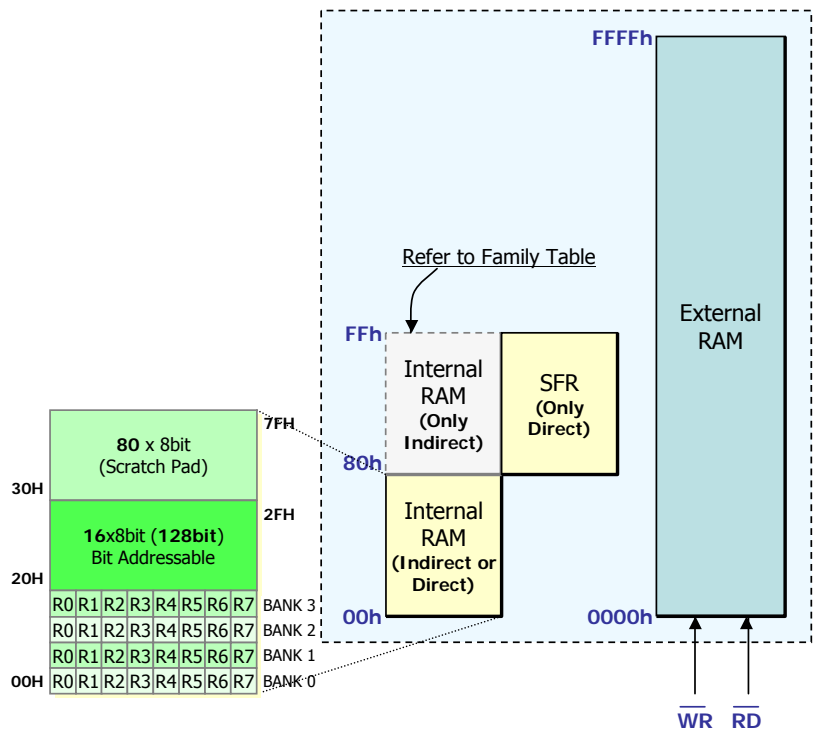 FFFFh
Refer to Family Table
External
RAM
FFh
Internal
RAM
(Only
Indirect)
SFR
(Only
Direct)
80h
Internal
RAM
(Indirect or
Direct)
00h
0000h
WR RD
7FH
80 x 8bit
(Scratch Pad)
30H
2FH
16x8bit (128bit)
Bit Addressable
20H
R0 R1 R2 R3 R4 R5 R6 R7 BANK 3
R0 R1 R2 R3 R4 R5 R6 R7 BANK 2
R0 R1 R2 R3 R4 R5 R6 R7 BANK 1
00H R0 R1 R2 R3 R4 R5 R6 R7 BANK 0